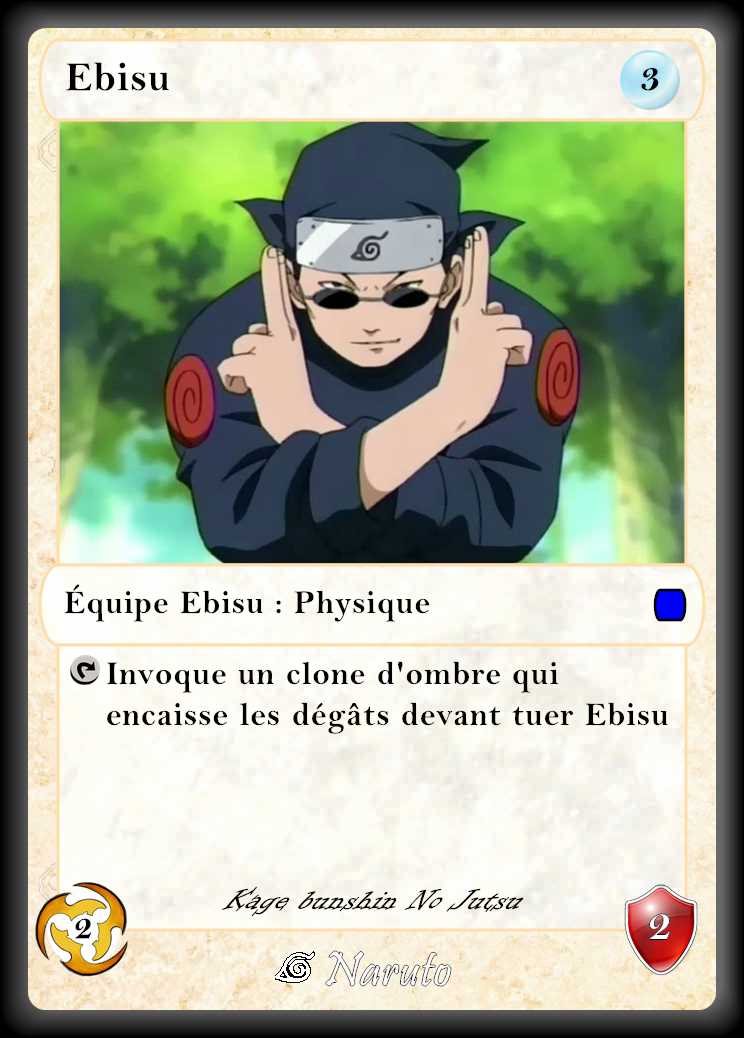 Ebisu
3
Équipe Ebisu : Physique
Invoque un clone d'ombre qui
encaisse les dégâts devant tuer Ebisu
Kage bunshin No Jutsu
2
2
Naruto